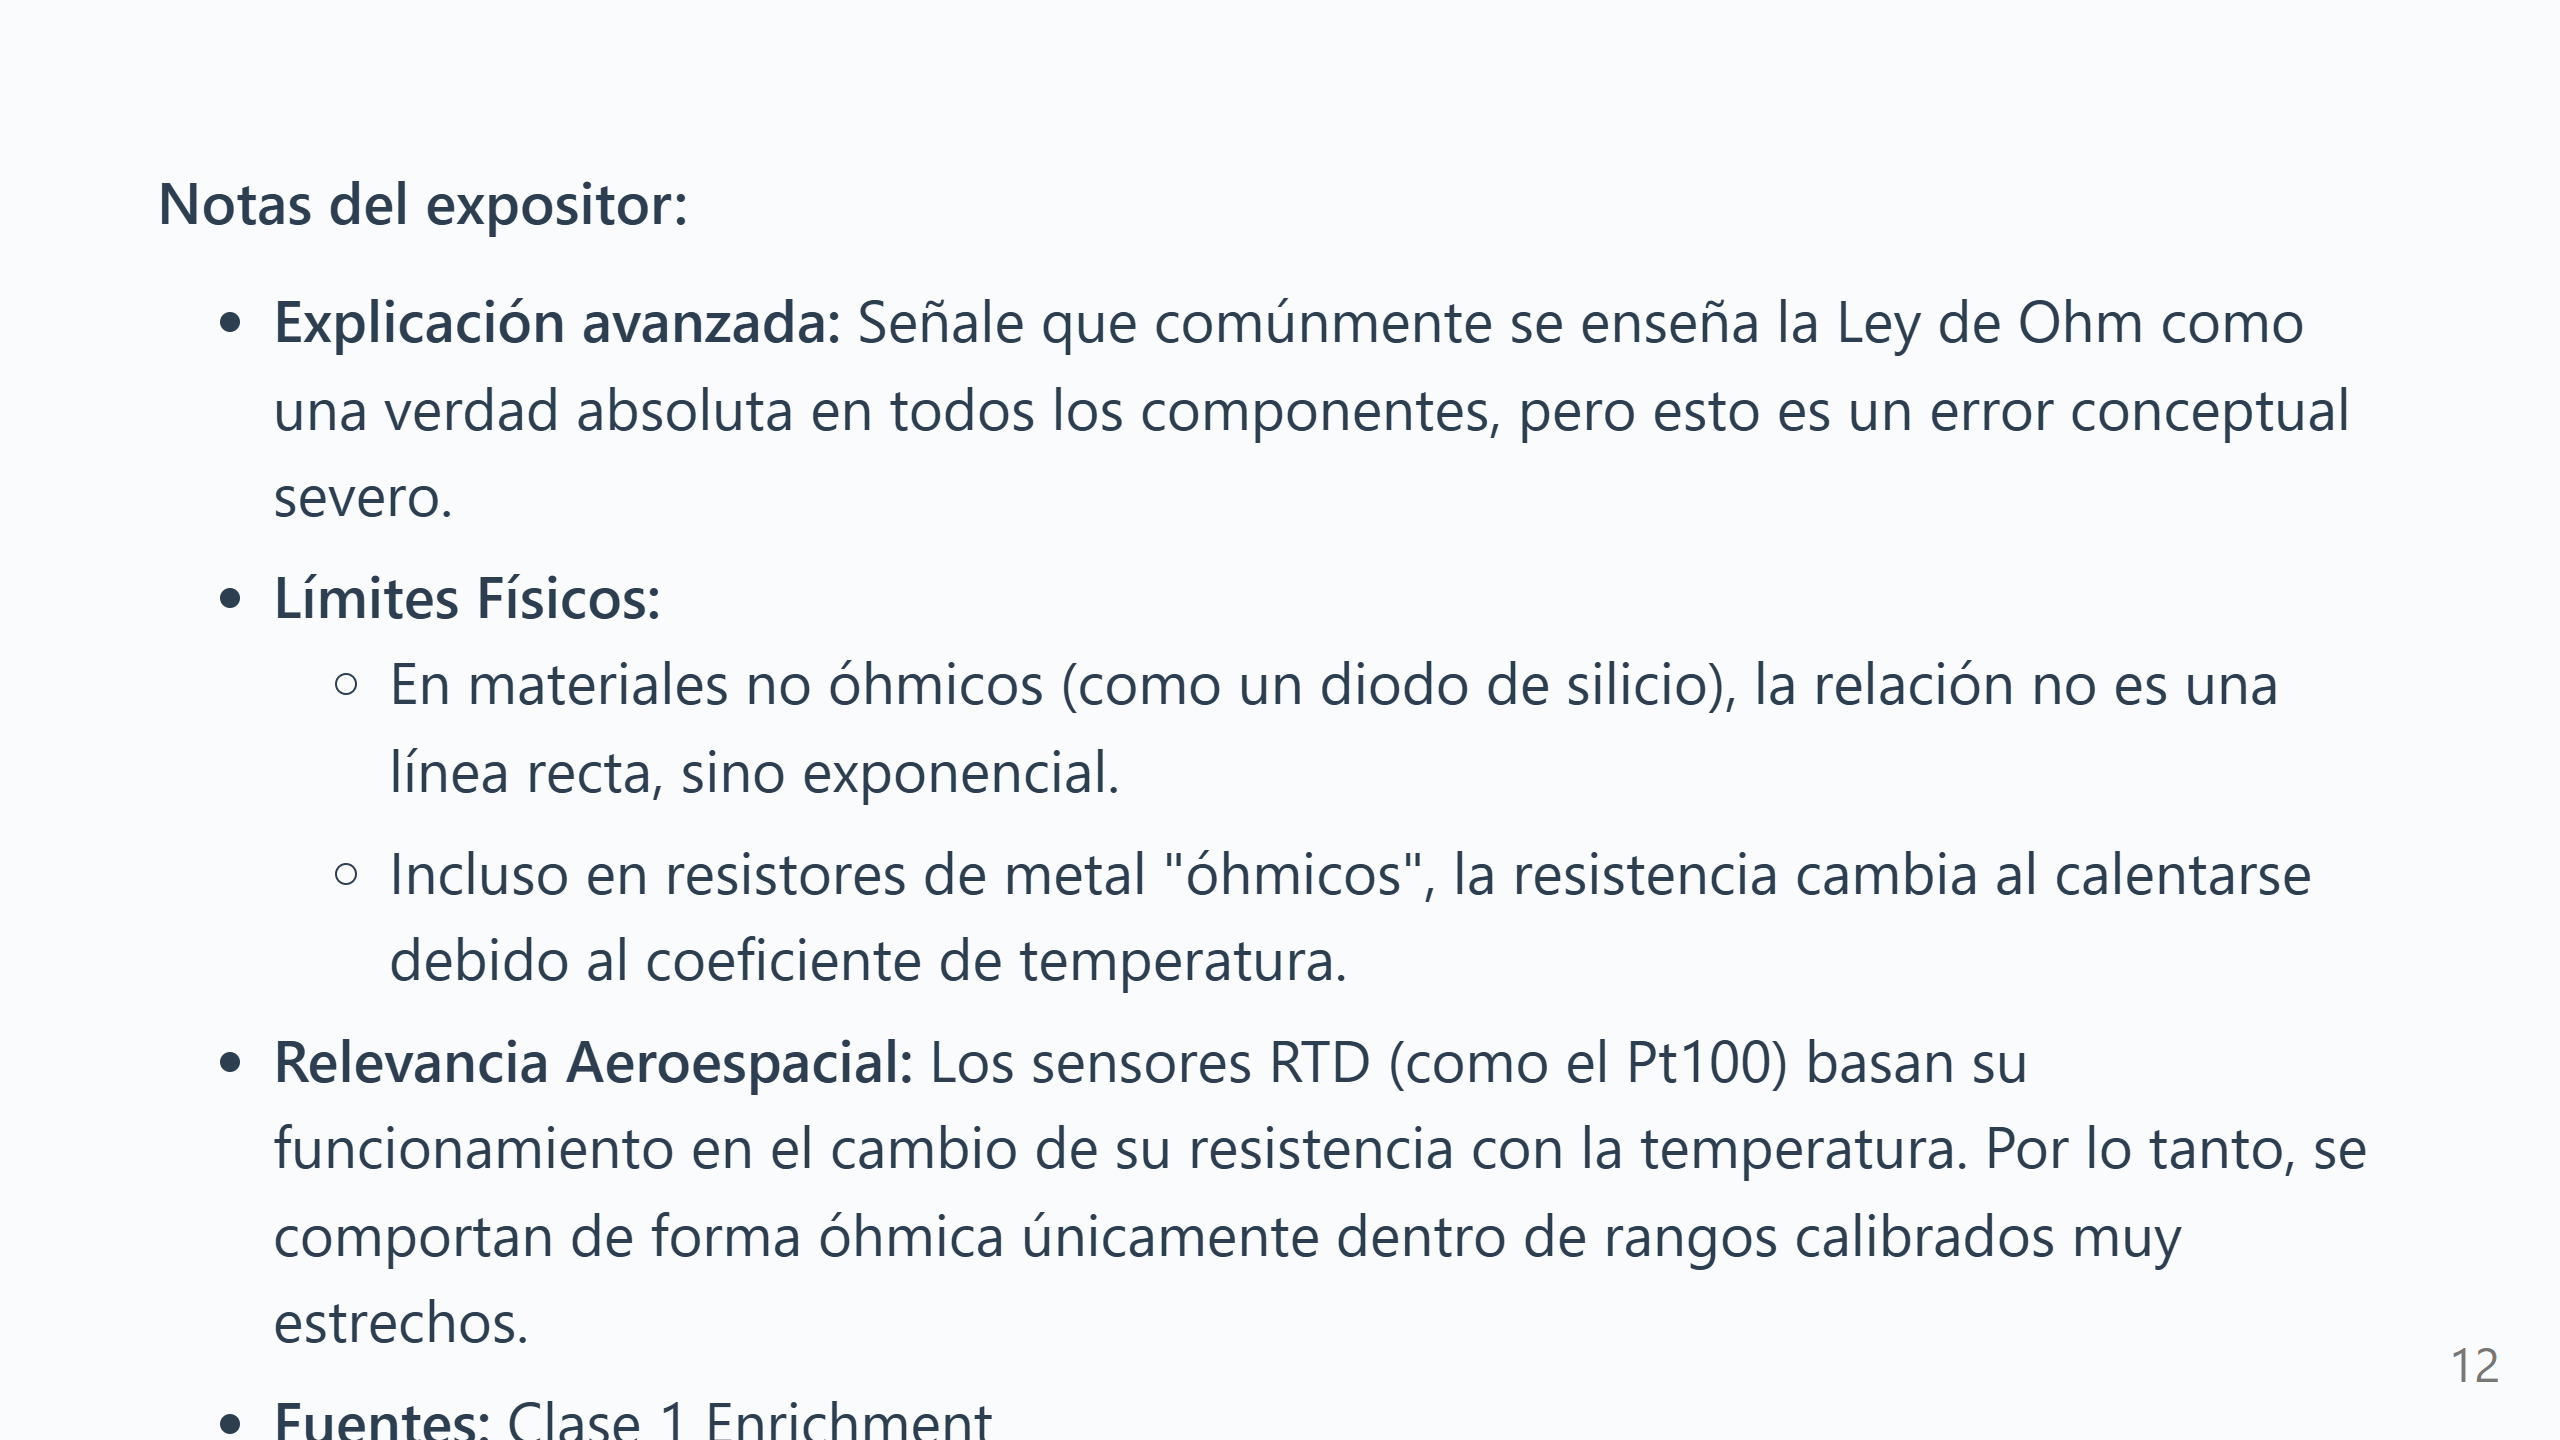 Notas del expositor:
• Explicación avanzada: Señale que comúnmente se enseña la Ley de Ohm como
una verdad absoluta en todos los componentes, pero esto es un error conceptual
severo.
• Límites Físicos:
○ En materiales no óhmicos (como un diodo de silicio), la relación no es una
línea recta, sino exponencial.
○ Incluso en resistores de metal "óhmicos", la resistencia cambia al calentarse
debido al coeficiente de temperatura.
• Relevancia Aeroespacial: Los sensores RTD (como el Pt100) basan su
funcionamiento en el cambio de su resistencia con la temperatura. Por lo tanto, se
comportan de forma óhmica únicamente dentro de rangos calibrados muy
estrechos.
• Fuentes: Clase 1 Enrichment
12